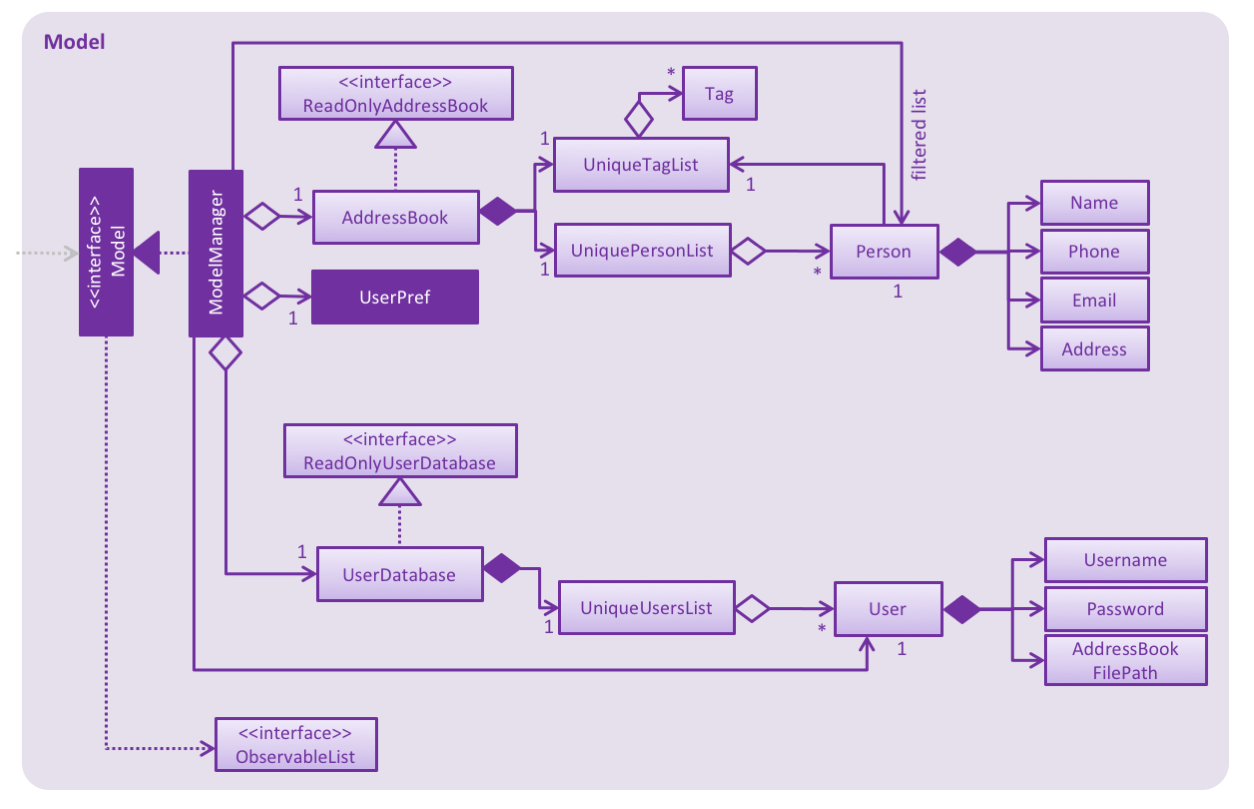 Model
<<interface>>
ReadOnlyAddressBook
*
Tag
filtered list
1
UniqueTagList
1
<<interface>>
Model
ModelManager
1
AddressBook
Name
UniquePersonList
1
Person
*
1
Phone
Email
Address
UserPref
1
<<interface>>
ReadOnlyUserDatabase
1
UserDatabase
UniqueUsersList
1
User
*
1
Username
Password
AddressBook
FilePath
<<interface>>
ObservableList